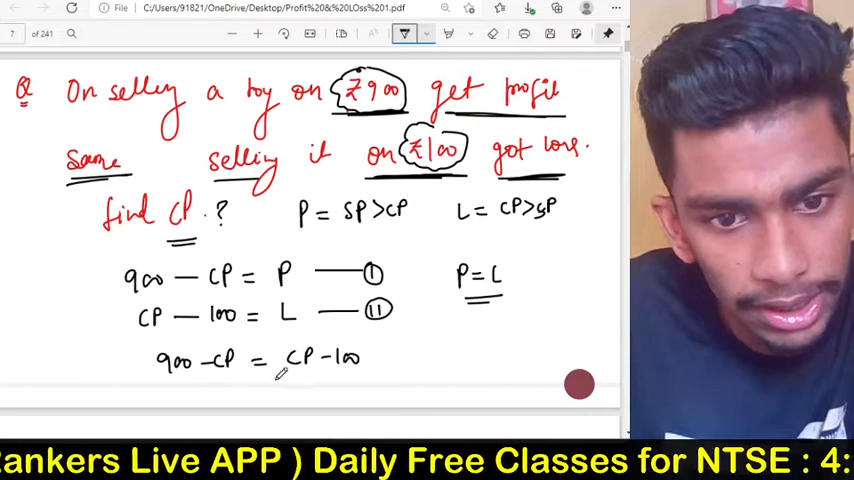 C:/Users/91821/OneDrive/Desktop/Profit%20&%20LOss%201.pdf
7 of 241
Q On selling a toy on ₹900 get profit
same selling it on ₹100 got loss.
find CP. ? P = SP>CP L = CP>SP
900 — CP = P — I P = L
CP — 100 = L — II
900 - CP = CP - 100
Rankers Live APP ) Daily Free Classes for NTSE : 4: